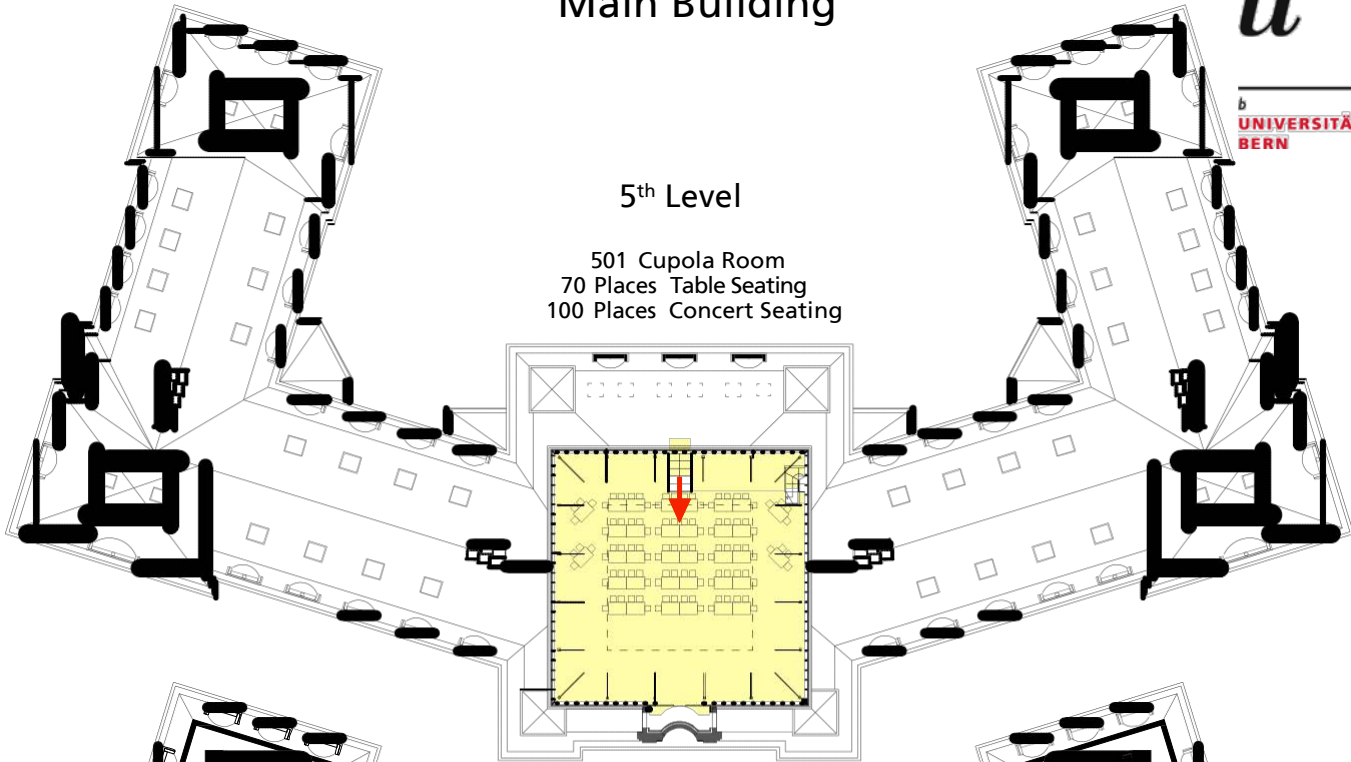 Main Building
u
b
UNIVERSITÄ
BERN
5th Level
501 Cupola Room
70 Places Table Seating
100 Places Concert Seating